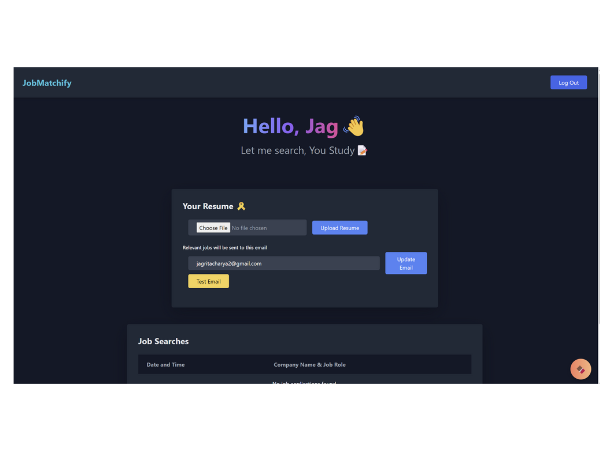 JobMatchify
Log Out
Hello, Jag
Let me search, You Study
Your Resume
Choose File No file chosen
Upload Resume
Relevant jobs will be sent to this email
jagritacharya2@gmail.com
Update
Email
Test Email
Job Searches
Date and Time
Company Name & Job Role
No job applications found